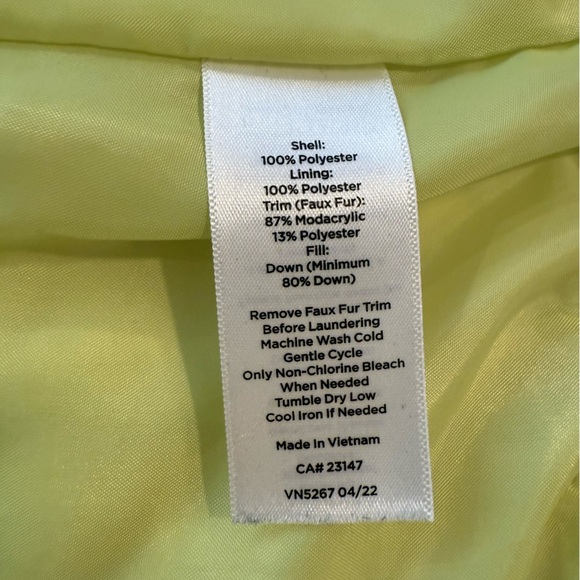 Shell:
100% Polyester
Lining:
100% Polyester
Trim (Faux Fur):
87% Modacrylic
13% Polyester
Fill:
Down (Minimum
80% Down)
Remove Faux Fur Trim
Before Laundering
Machine Wash Cold
Gentle Cycle
Only Non-Chlorine Bleach
When Needed
Tumble Dry Low
Cool Iron If Needed
Made In Vietnam
CA# 23147
VN5267 04/22